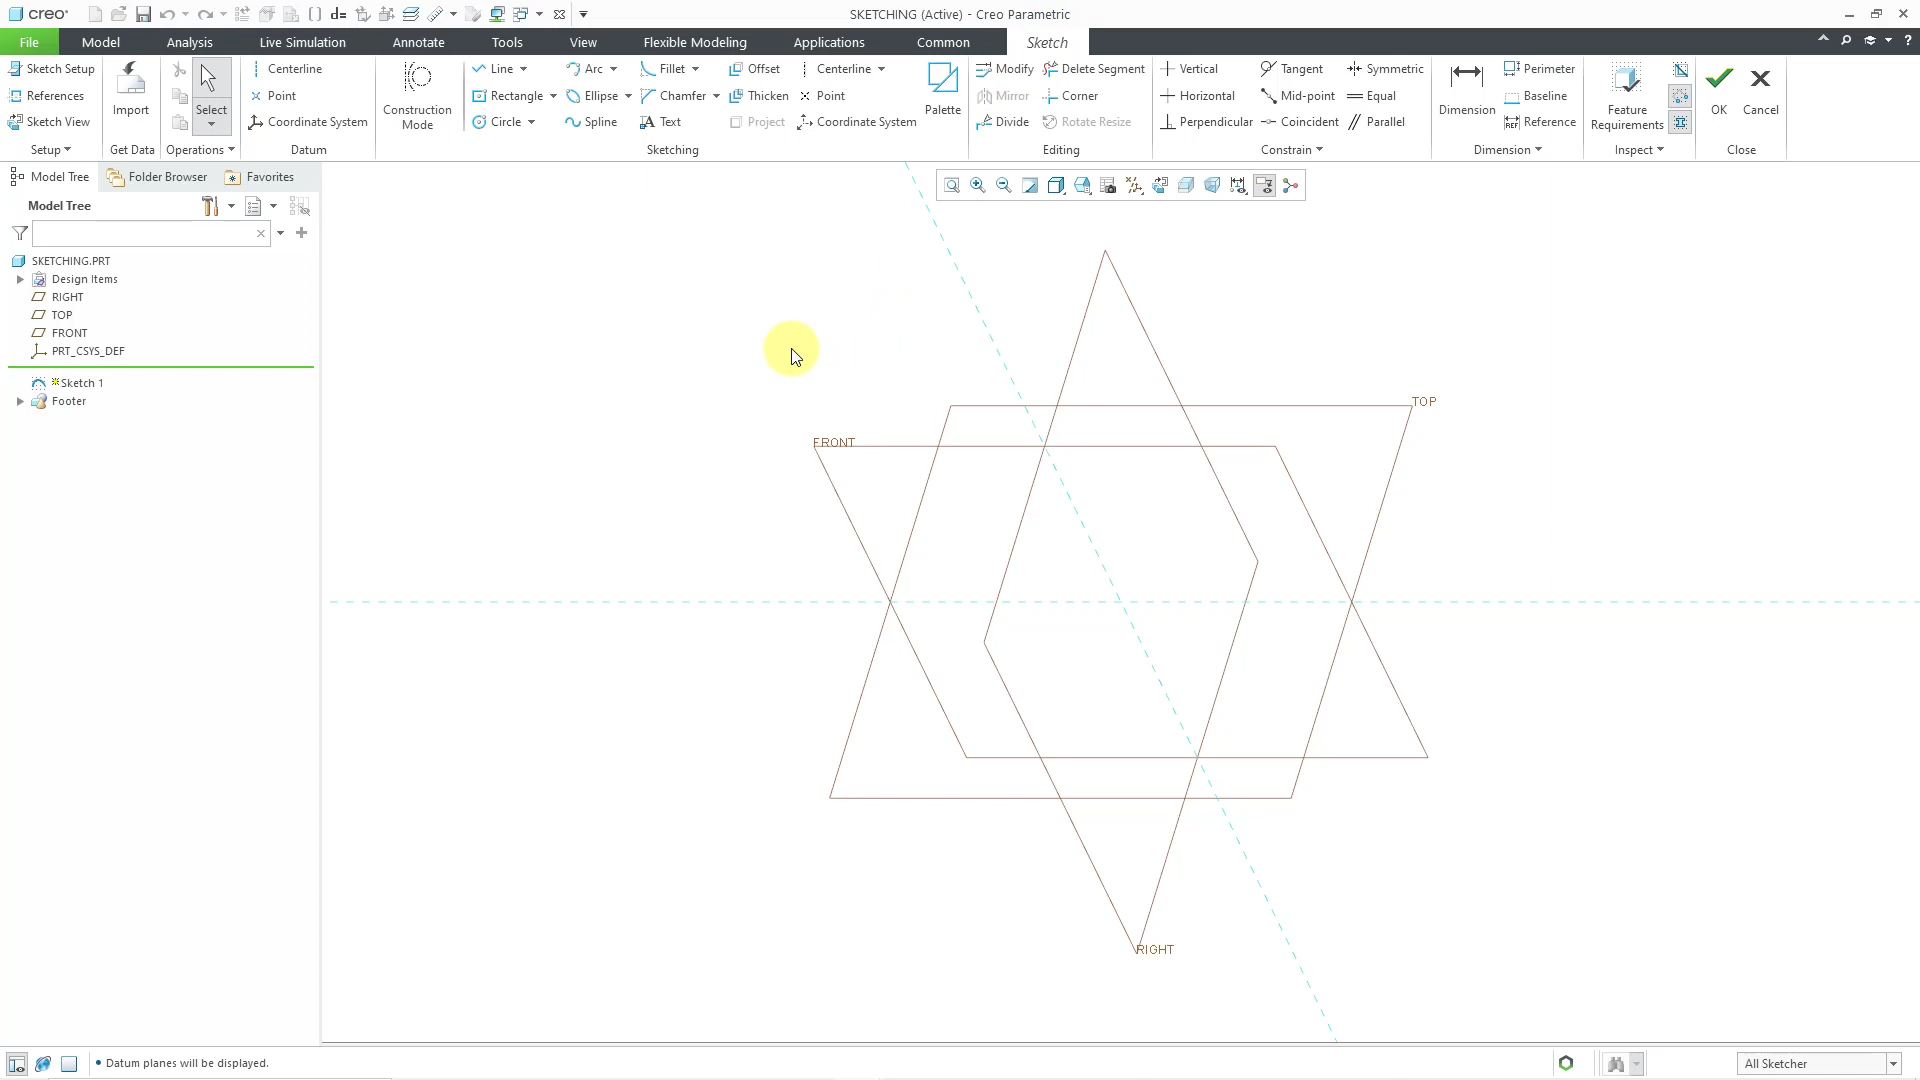 creo
SKETCHING (Active) - Creo Parametric
File Model Analysis Live Simulation Annotate Tools View Flexible Modeling Applications Common Sketch
Sketch Setup
References
Sketch View
Setup
Import
Get Data
Select
Operations
Centerline
Point
Coordinate System
Datum
Construction
Mode
Line Arc Fillet Offset Centerline
Rectangle Ellipse Chamfer Thicken Point
Circle Spline Text Project Coordinate System
Palette
Sketching
Modify Delete Segment
Mirror Corner
Divide Rotate Resize
Editing
Vertical Tangent Symmetric
Horizontal Mid-point Equal
Perpendicular Coincident Parallel
Constrain
Dimension
Perimeter
Baseline
REF Reference
Dimension
Feature
Requirements
Inspect
OK Cancel
Close
Model Tree Folder Browser Favorites
Model Tree
SKETCHING.PRT
Design Items
RIGHT
TOP
FRONT
PRT_CSYS_DEF
Sketch 1
Footer
TOP
FRONT
RIGHT
Datum planes will be displayed.
All Sketcher